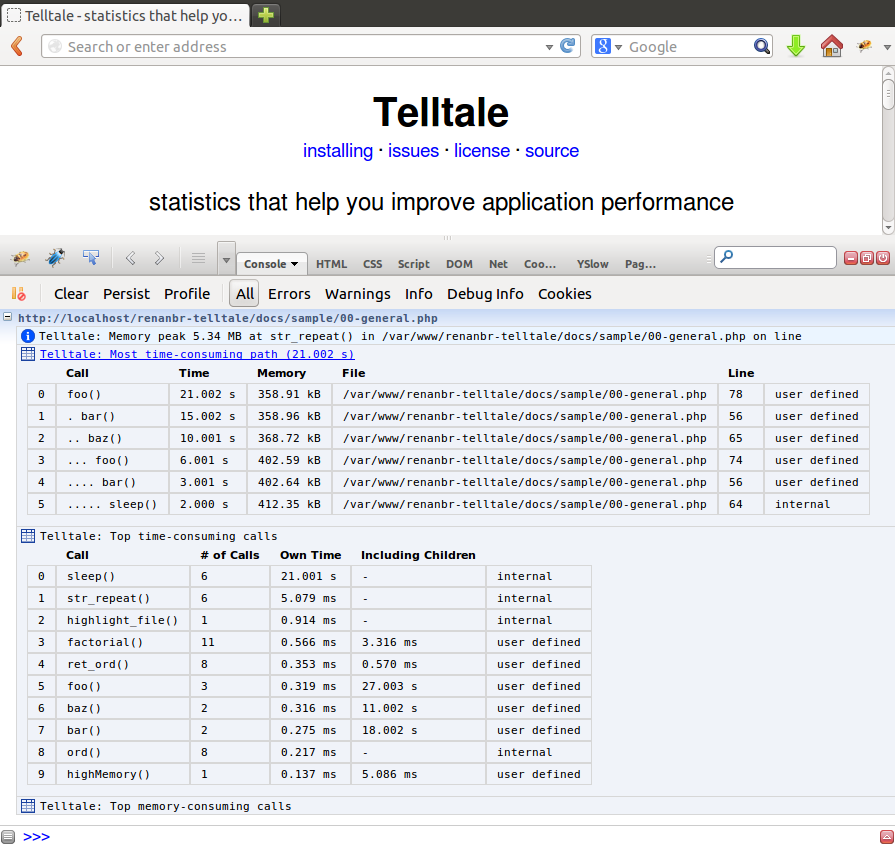 Telltale - statistics that help yo...
Search or enter address
Google
Telltale
installing · issues · license · source
statistics that help you improve application performance
Console HTML CSS Script DOM Net Coo... YSlow Pag...
Clear Persist Profile All Errors Warnings Info Debug Info Cookies
http://localhost/renanbr-telltale/docs/sample/00-general.php
Telltale: Memory peak 5.34 MB at str_repeat() in /var/www/renanbr-telltale/docs/sample/00-general.php on line
Telltale: Most time-consuming path (21.002 s)
Call Time Memory File Line
0 foo() 21.002 s 358.91 kB /var/www/renanbr-telltale/docs/sample/00-general.php 78 user defined
1 . bar() 15.002 s 358.96 kB /var/www/renanbr-telltale/docs/sample/00-general.php 56 user defined
2 .. baz() 10.001 s 368.72 kB /var/www/renanbr-telltale/docs/sample/00-general.php 65 user defined
3 ... foo() 6.001 s 402.59 kB /var/www/renanbr-telltale/docs/sample/00-general.php 74 user defined
4 .... bar() 3.001 s 402.64 kB /var/www/renanbr-telltale/docs/sample/00-general.php 56 user defined
5 ..... sleep() 2.000 s 412.35 kB /var/www/renanbr-telltale/docs/sample/00-general.php 64 internal
Telltale: Top time-consuming calls
Call # of Calls Own Time Including Children
0 sleep() 6 21.001 s - internal
1 str_repeat() 6 5.079 ms - internal
2 highlight_file() 1 0.914 ms - internal
3 factorial() 11 0.566 ms 3.316 ms user defined
4 ret_ord() 8 0.353 ms 0.570 ms user defined
5 foo() 3 0.319 ms 27.003 s user defined
6 baz() 2 0.316 ms 11.002 s user defined
7 bar() 2 0.275 ms 18.002 s user defined
8 ord() 8 0.217 ms - internal
9 highMemory() 1 0.137 ms 5.086 ms user defined
Telltale: Top memory-consuming calls
>>>